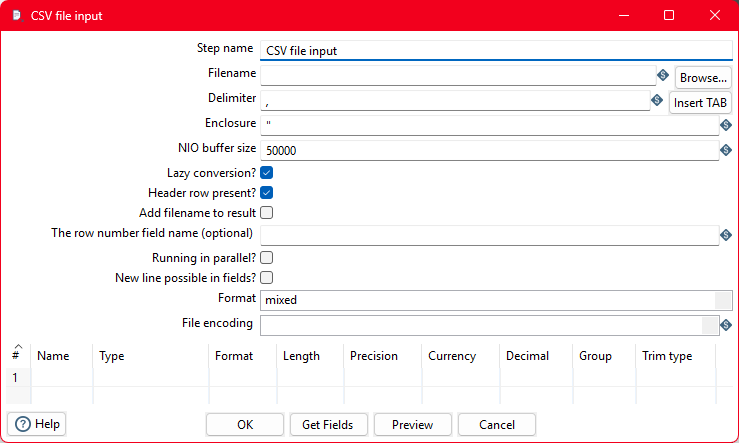 CSV file input
Step name CSV file input
Filename Browse...
Delimiter , Insert TAB
Enclosure "
NIO buffer size 50000
Lazy conversion?
Header row present?
Add filename to result
The row number field name (optional)
Running in parallel?
New line possible in fields?
Format mixed
File encoding
# Name Type Format Length Precision Currency Decimal Group Trim type
1
Help OK Get Fields Preview Cancel